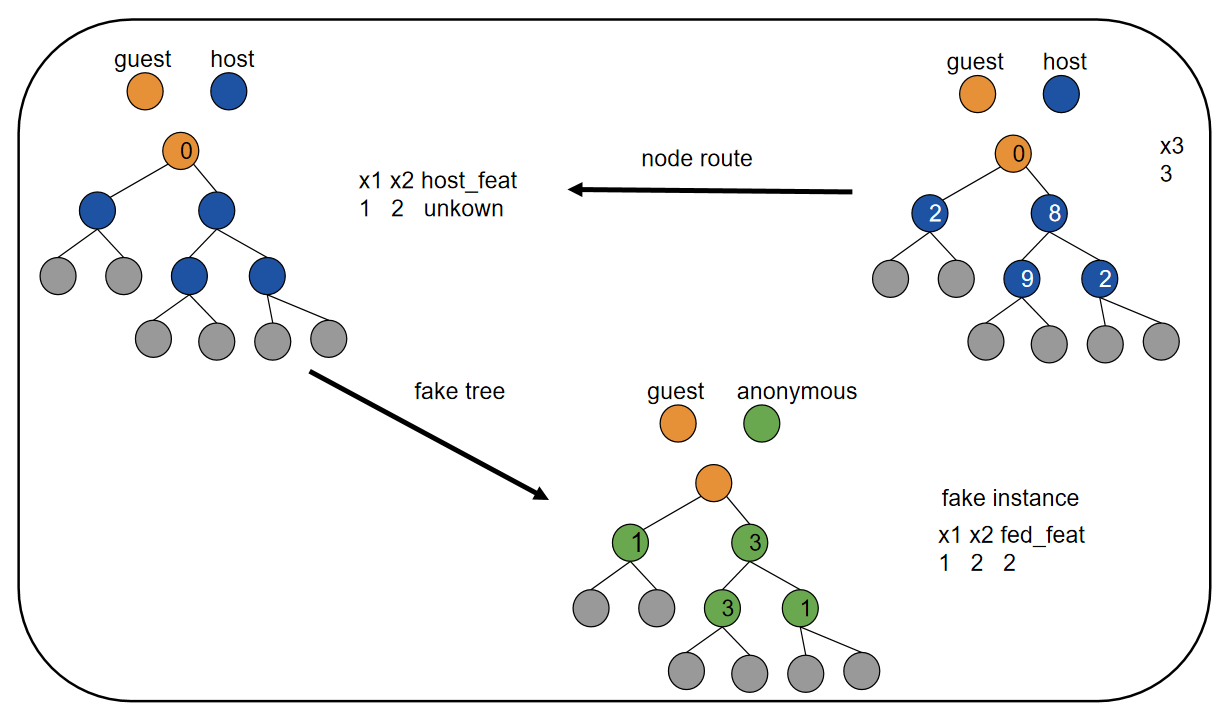 guest host
0
x1 x2 host_feat
1 2 unkown
node route
guest host
0
2 8
9 2
x3
3
fake tree
guest anonymous
1 3
3 1
fake instance
x1 x2 fed_feat
1 2 2